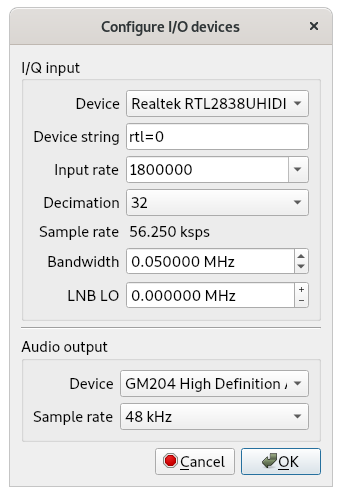 Configure I/O devices ×
I/Q input
Device Realtek RTL2838UHIDI
Device string rtl=0
Input rate 1800000
Decimation 32
Sample rate 56.250 ksps
Bandwidth 0.050000 MHz
LNB LO 0.000000 MHz
Audio output
Device GM204 High Definition
Sample rate 48 kHz
Cancel OK